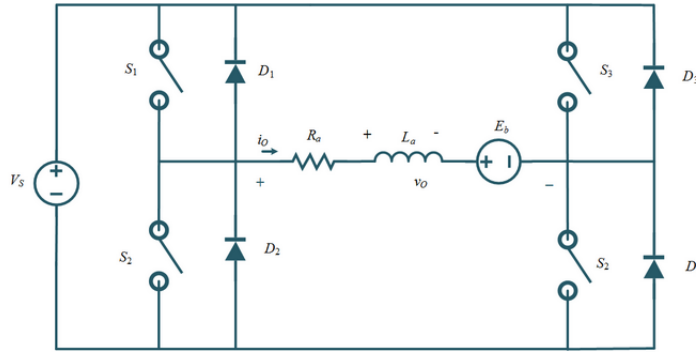 S1 D1 S3 D3
io Ra + La - Eb
+ −
VS + − + vO −
S2 D2 S2 D